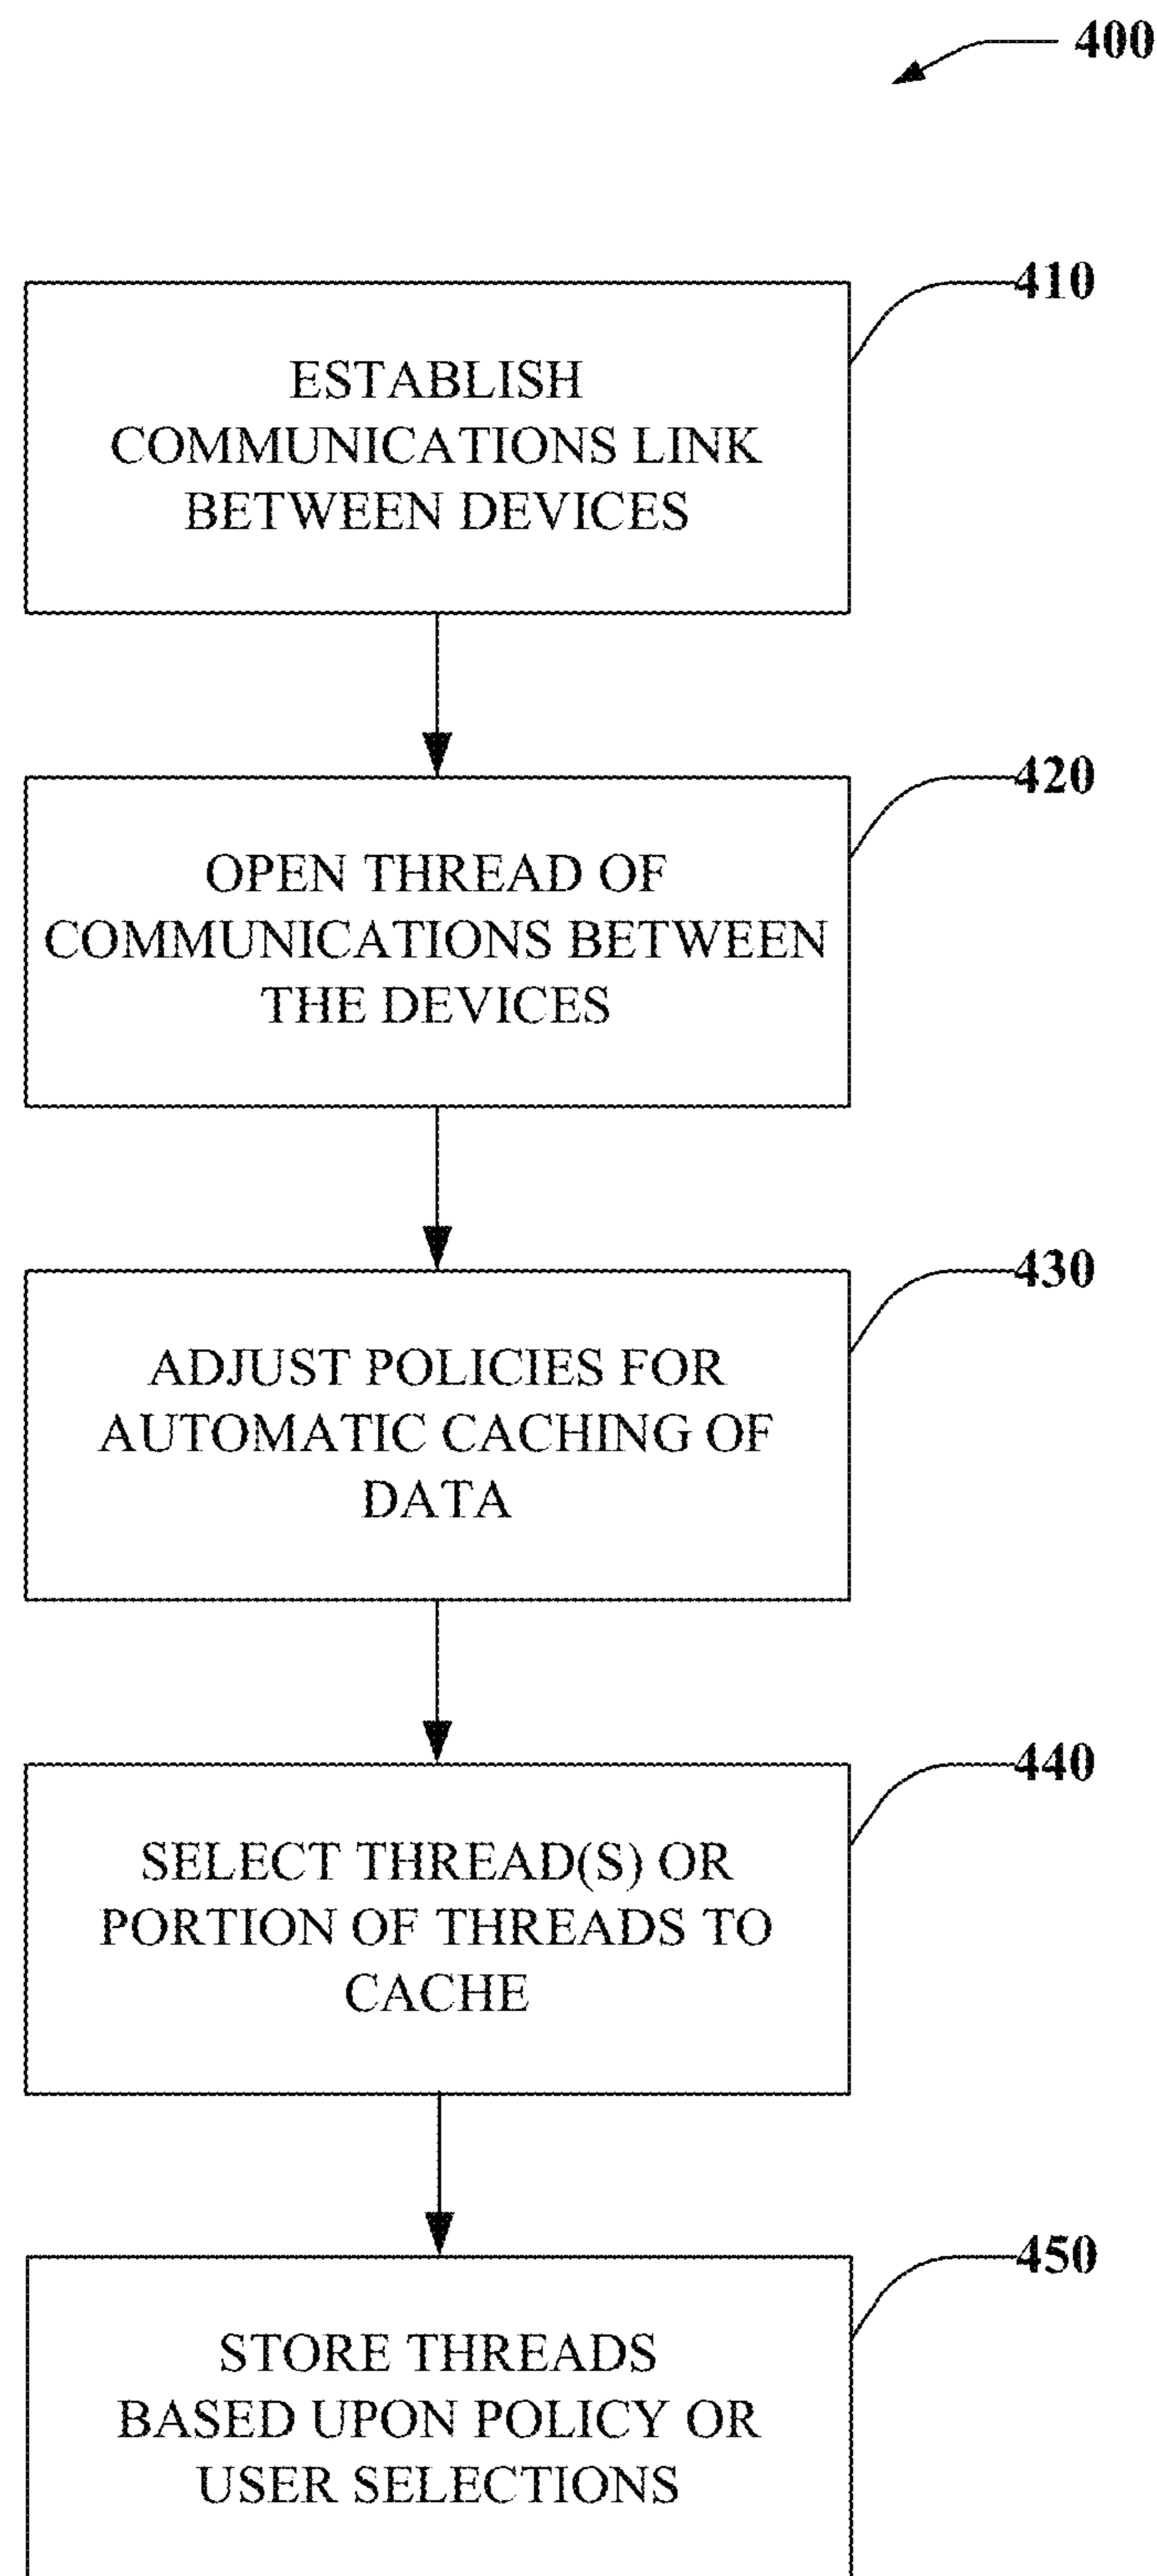 400
410
ESTABLISH
COMMUNICATIONS LINK
BETWEEN DEVICES
420
OPEN THREAD OF
COMMUNICATIONS BETWEEN
THE DEVICES
430
ADJUST POLICIES FOR
AUTOMATIC CACHING OF
DATA
440
SELECT THREAD(S) OR
PORTION OF THREADS TO
CACHE
450
STORE THREADS
BASED UPON POLICY OR
USER SELECTIONS